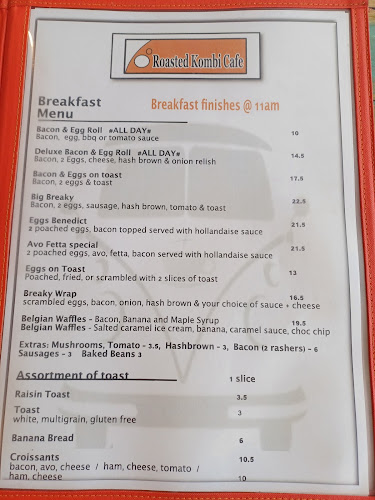 Roasted Kombi Cafe
Breakfast Menu
Breakfast finishes @ 11am
Bacon & Egg Roll #ALL DAY# 10
Bacon, egg, bbq or tomato sauce
Deluxe Bacon & Egg Roll #ALL DAY# 14.5
Bacon, 2 Eggs, cheese, hash brown & onion relish
Bacon & Eggs on toast 17.5
Bacon, 2 eggs & toast
Big Breaky 22.5
Bacon, 2 eggs, sausage, hash brown, tomato & toast
Eggs Benedict 21.5
2 poached eggs, bacon topped served with hollandaise sauce
Avo Fetta special 21.5
2 poached eggs, avo, fetta, bacon served with hollandaise sauce
Eggs on Toast 13
Poached, fried, or scrambled with 2 slices of toast
Breaky Wrap 16.5
scrambled eggs, bacon, onion, hash brown & your choice of sauce + cheese
Belgian Waffles - Bacon, Banana and Maple Syrup 19.5
Belgian Waffles - Salted caramel ice cream, banana, caramel sauce, choc chip
Extras: Mushrooms, Tomato - 3.5, Hashbrown - 3, Bacon (2 rashers) - 6
Sausages - 3 Baked Beans 3
Assortment of toast 1 slice
Raisin Toast 3.5
Toast 3
white, multigrain, gluten free
Banana Bread 6
Croissants 10.5
bacon, avo, cheese / ham, cheese, tomato /
ham, cheese 10